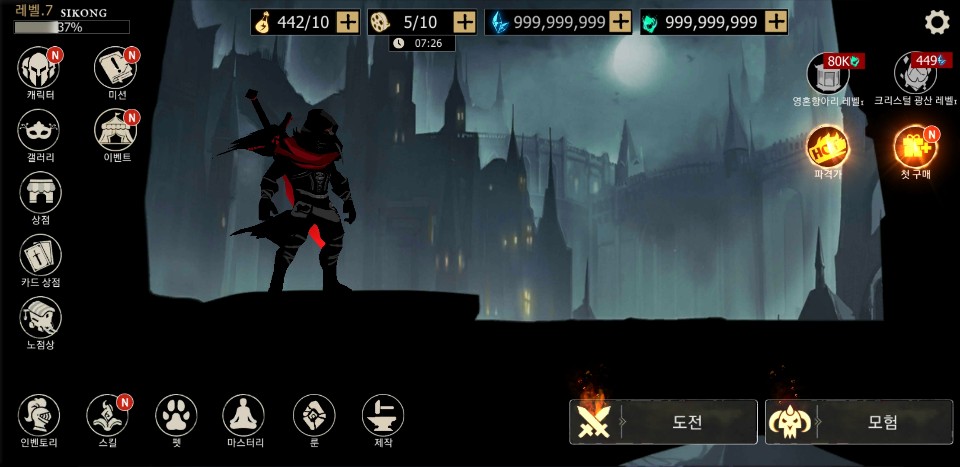 레벨.7 SIKONG
37%
442/10
5/10
07:26
999,999,999
999,999,999
N
캐릭터
N
미션
갤러리
N
이벤트
상점
카드 상점
노점상
80K
영혼항아리 레벨1
449
크리스털 광산 레벨1
HOT
파격가
N
첫 구매
인벤토리
N
스킬
펫
마스터리
룬
제작
도전
모험